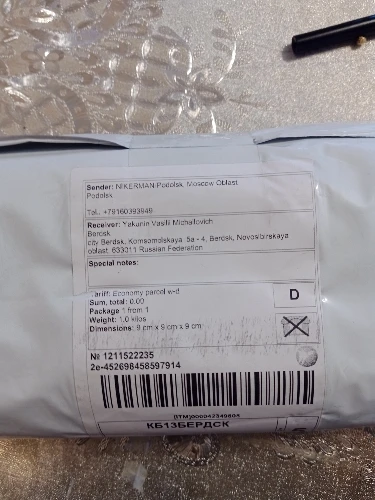 Sender: NIKERMAN Podolsk, Moscow Oblast
Podolsk
Tel.: +79160393949
Receiver: Yakunin Vasilii Michailovich
Berdsk
city Berdsk, Komsomolskaya 5a - 4, Berdsk, Novosibirskaya
oblast, 633011 Russian Federation
Special notes:
Tariff: Economy parcel w-d
Sum, total: 0.00
Package 1 from 1
Weight: 1.0 kilos
Dimensions: 9 cm x 9 cm x 9 cm
D
№ 1211522235
2e-452698458597914
КБ13БЕРДСК